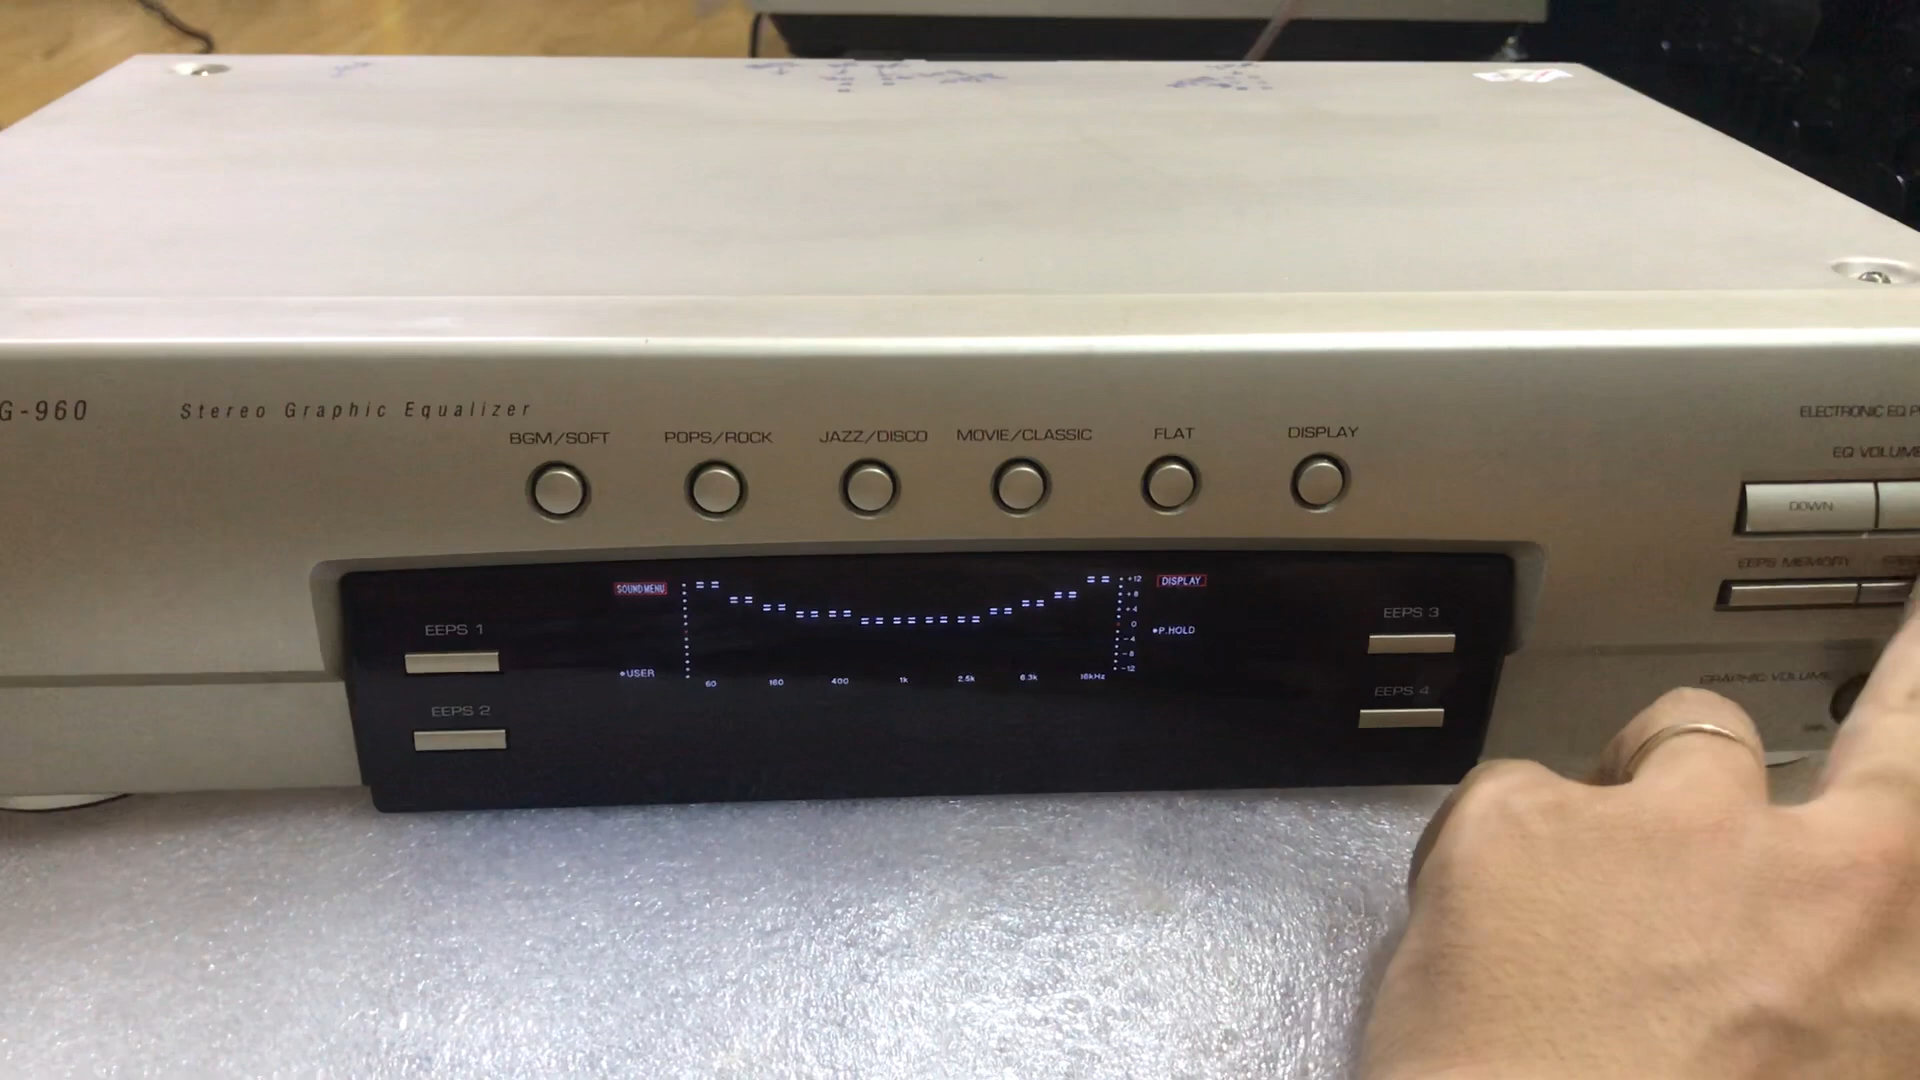 G-960
Stereo Graphic Equalizer
BGM/SOFT
POPS/ROCK
JAZZ/DISCO
MOVIE/CLASSIC
FLAT
DISPLAY
ELECTRONIC EQ
EQ VOLUME
DOWN
EEPS MEMORY
GRAPHIC VOLUME
EEPS 1
EEPS 2
SOUND MENU
•USER
60 160 400 1k 2.5k 6.3k 16kHz
+12
+8
+4
0
-4
-8
-12
DISPLAY
•P.HOLD
EEPS 3
EEPS 4